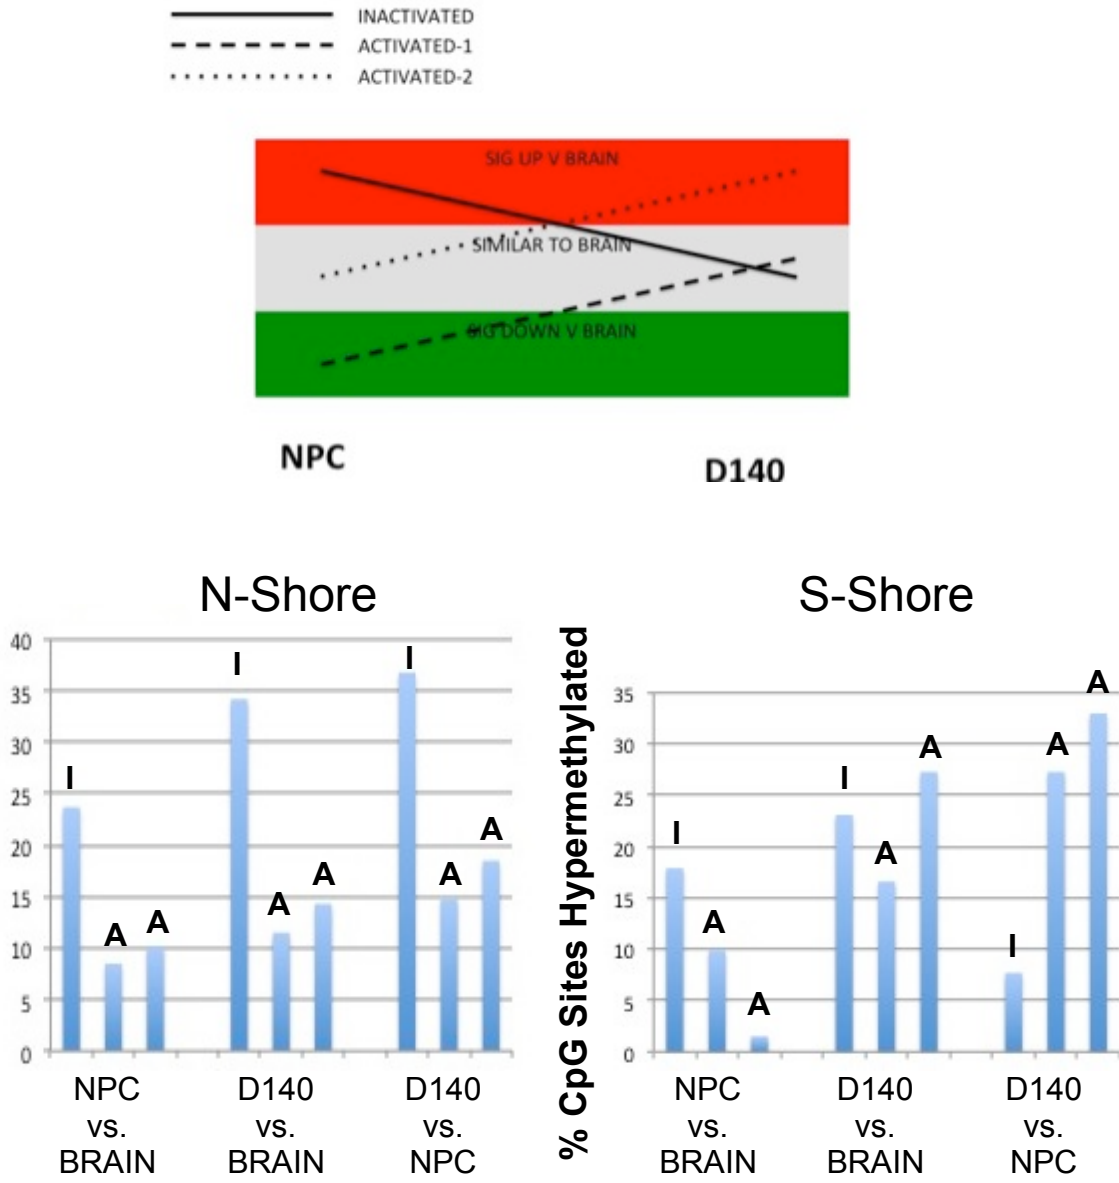 INACTIVATED
ACTIVATED-1
ACTIVATED-2
SIG UP V BRAIN
SIMILAR TO BRAIN
SIG DOWN V BRAIN
NPC
D140
N-Shore
40
35
30
25
20
15
10
5
0
I
A
A
I
A
A
I
A
A
NPC
vs.
BRAIN
D140
vs.
BRAIN
D140
vs.
NPC
% CpG Sites Hypermethylated
S-Shore
35
30
25
20
15
10
5
0
I
A
A
I
A
A
I
A
A
NPC
vs.
BRAIN
D140
vs.
BRAIN
D140
vs.
NPC